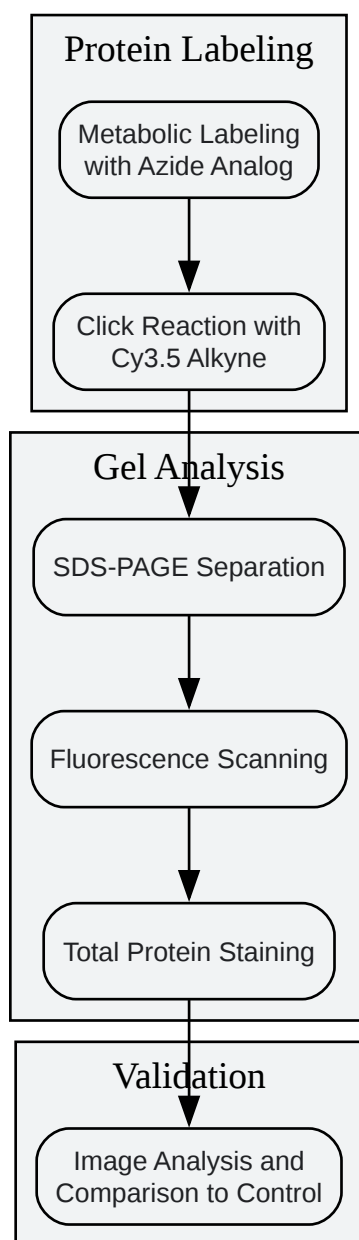 Protein Labeling
Metabolic Labeling
with Azide Analog
Click Reaction with
Cy3.5 Alkyne
Gel Analysis
SDS-PAGE Separation
Fluorescence Scanning
Total Protein Staining
Validation
Image Analysis and
Comparison to Control